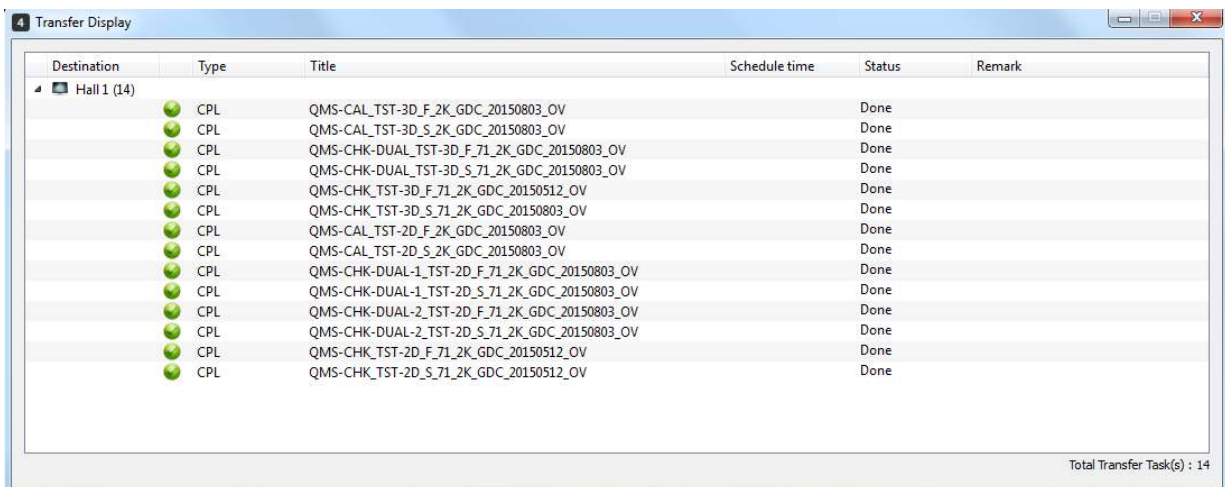 4 Transfer Display
Destination Type Title Schedule time Status Remark
Hall 1 (14)
CPL QMS-CAL_TST-3D_F_2K_GDC_20150803_OV Done
CPL QMS-CAL_TST-3D_S_2K_GDC_20150803_OV Done
CPL QMS-CHK-DUAL_TST-3D_F_71_2K_GDC_20150803_OV Done
CPL QMS-CHK-DUAL_TST-3D_S_71_2K_GDC_20150803_OV Done
CPL QMS-CHK_TST-3D_F_71_2K_GDC_20150512_OV Done
CPL QMS-CHK_TST-3D_S_71_2K_GDC_20150803_OV Done
CPL QMS-CAL_TST-2D_F_2K_GDC_20150803_OV Done
CPL QMS-CAL_TST-2D_S_2K_GDC_20150803_OV Done
CPL QMS-CHK-DUAL-1_TST-2D_F_71_2K_GDC_20150803_OV Done
CPL QMS-CHK-DUAL-1_TST-2D_S_71_2K_GDC_20150803_OV Done
CPL QMS-CHK-DUAL-2_TST-2D_F_71_2K_GDC_20150803_OV Done
CPL QMS-CHK-DUAL-2_TST-2D_S_71_2K_GDC_20150803_OV Done
CPL QMS-CHK_TST-2D_F_71_2K_GDC_20150512_OV Done
CPL QMS-CHK_TST-2D_S_71_2K_GDC_20150512_OV Done
Total Transfer Task(s) : 14